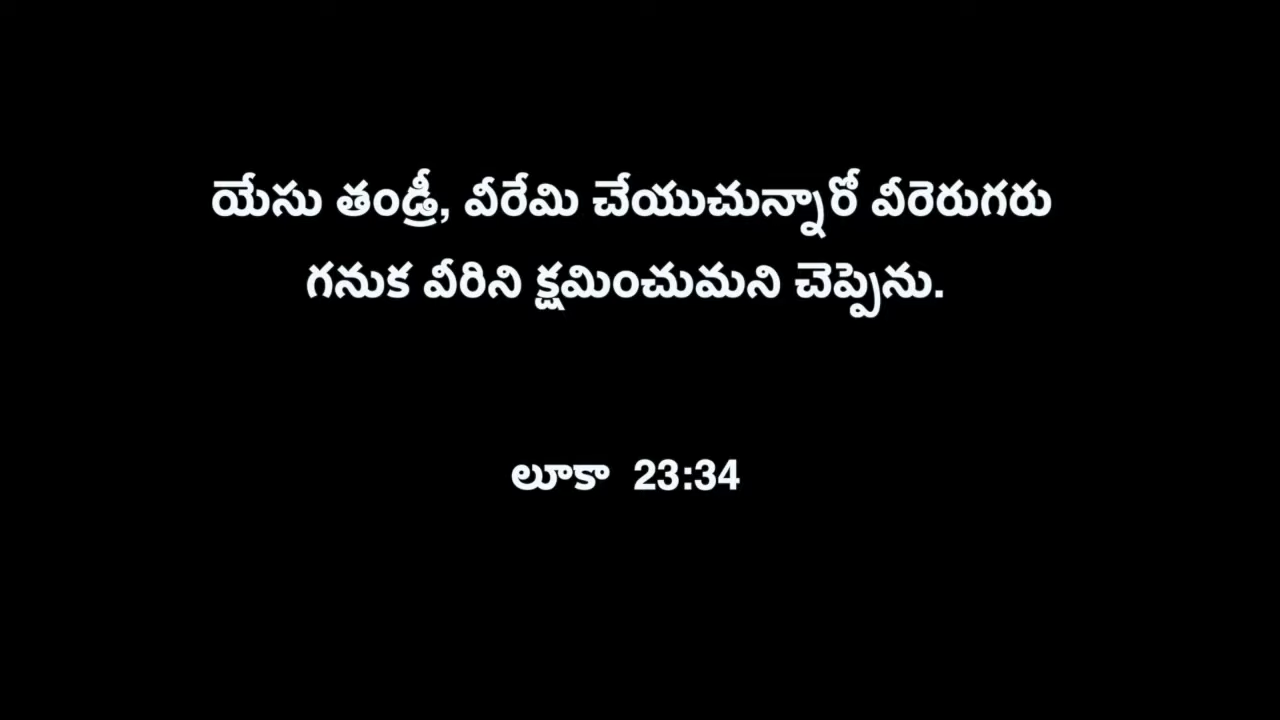 యేసు తండ్రీ, వీరేమి చేయుచున్నారో వీరెరుగరు
గనుక వీరిని క్షమించుమని చెప్పెను.
లూకా 23:34